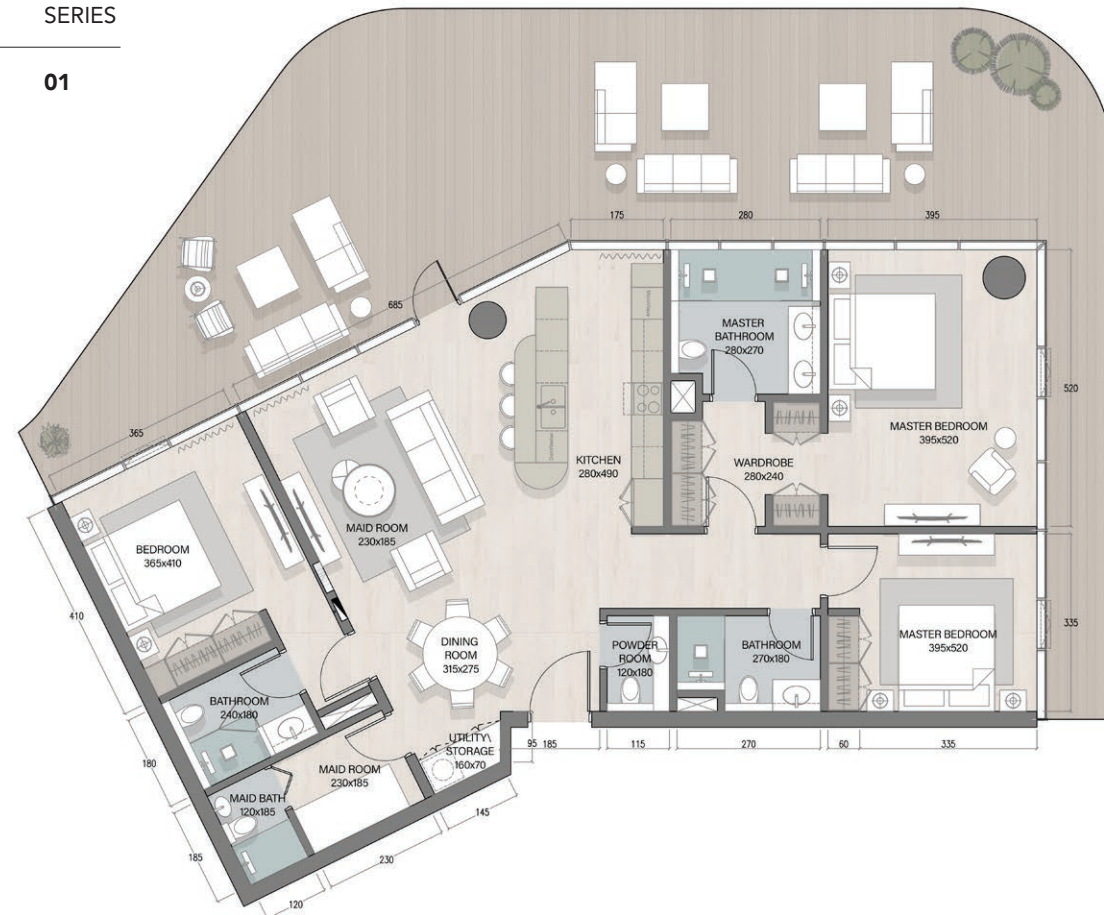 SERIES
01
175
280
395
685
MASTER
BATHROOM
280x270
365
520
MASTER BEDROOM
395x520
KITCHEN
280x490
WARDROBE
280x240
MAID ROOM
230x185
BEDROOM
365x410
410
335
DINING
ROOM
315x275
POWDER
ROOM
120x180
BATHROOM
270x180
MASTER BEDROOM
395x520
BATHROOM
240x180
UTILITY\
STORAGE
160x70
95
185
115
270
60
335
180
MAID ROOM
230x185
MAID BATH
120x185
145
185
230
120